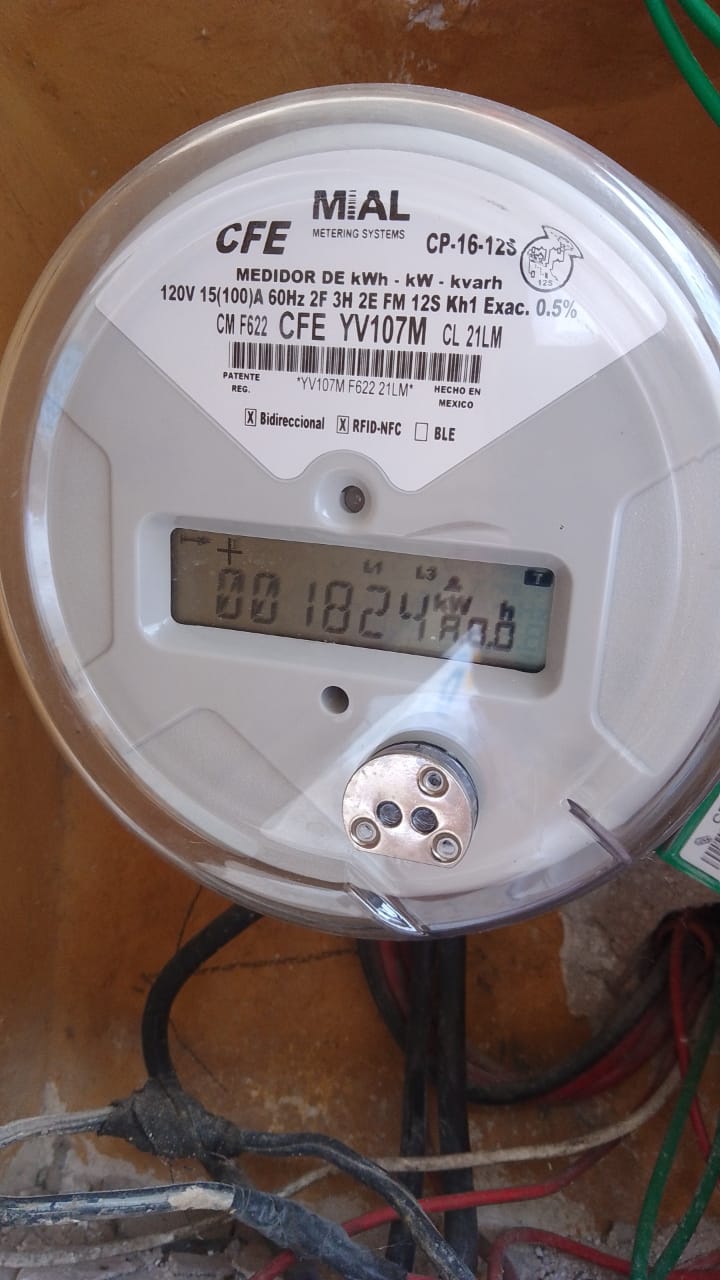 MIAL
METERING SYSTEMS
CFE
CP-16-12S
12S
MEDIDOR DE kWh - kW - kvarh
120V 15(100)A 60Hz 2F 3H 2E FM 12S Kh1 Exac. 0.5%
CM F622 CFE YV107M CL 21LM
PATENTE REG.
*YV107M F622 21LM*
HECHO EN MEXICO
X Bidireccional X RFID-NFC BLE
L1 L3 T
kW h
001824